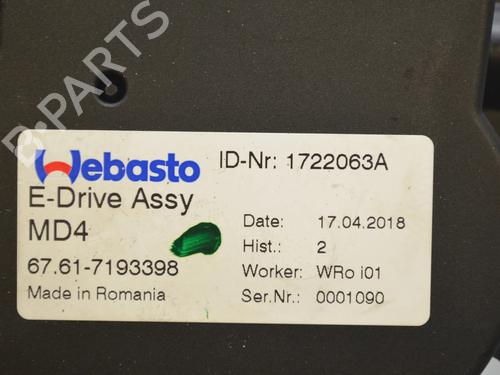 B-PARTS
Webasto
ID-Nr: 1722063A
E-Drive Assy
MD4
67.61-7193398
Made in Romania
Date: 17.04.2018
Hist.: 2
Worker: WRo i01
Ser.Nr.: 0001090